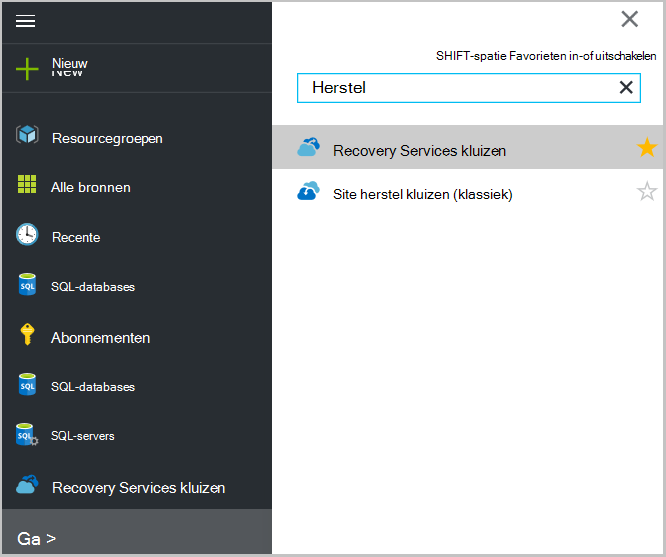 Nieuw
New
Resourcegroepen
Alle bronnen
Recente
SQL-databases
Abonnementen
SQL-databases
SQL-servers
Recovery Services kluizen
Ga >
SHIFT-spatie Favorieten in-of uitschakelen
Herstel
Recovery Services kluizen
Site herstel kluizen (klassiek)